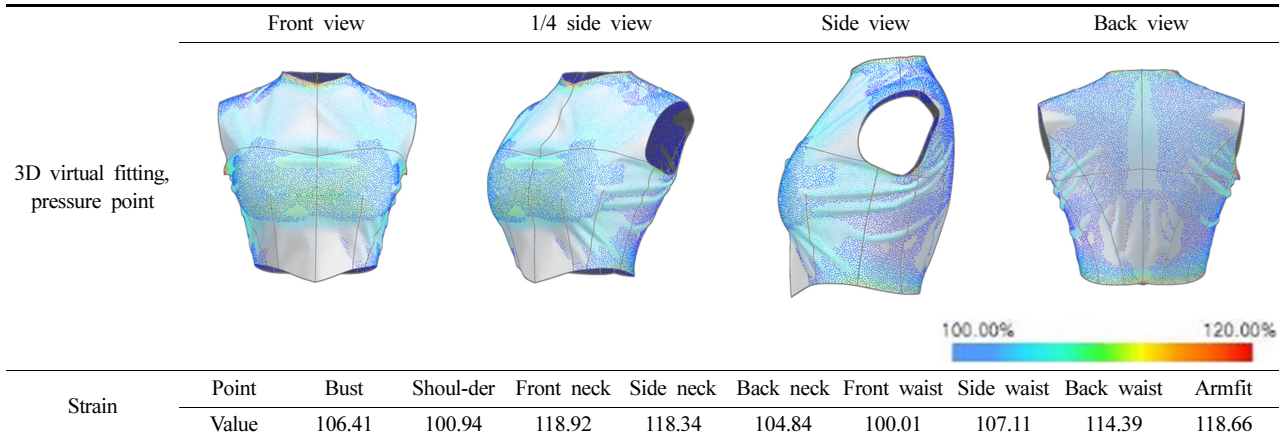 Front view 1/4 side view Side view Back view
3D virtual fitting,
pressure point
100.00% 120.00%
Strain
Point Bust Shoul-der Front neck Side neck Back neck Front waist Side waist Back waist Armfit
Value 106.41 100.94 118.92 118.34 104.84 100.01 107.11 114.39 118.66